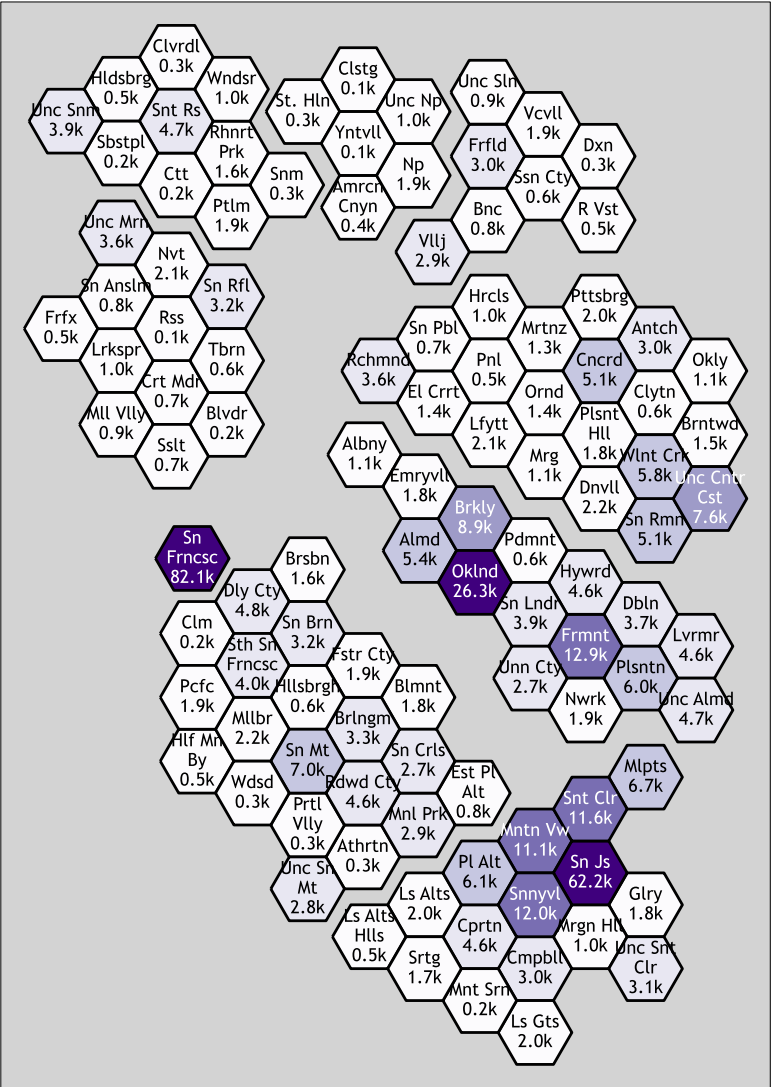 Clvrdl
0.3k
Hldsbrg
0.5k
Wndsr
1.0k
Unc Snm
3.9k
Snt Rs
4.7k
Sbstpl
0.2k
Rhnrt
Prk
1.6k
Ctt
0.2k
Snm
0.3k
Ptlm
1.9k
Clstg
0.1k
St. Hln
0.3k
Unc Np
1.0k
Yntvll
0.1k
Np
1.9k
Amrcn
Cnyn
0.4k
Unc Sln
0.9k
Vcvll
1.9k
Frfld
3.0k
Dxn
0.3k
Ssn Cty
0.6k
Bnc
0.8k
R Vst
0.5k
Vllj
2.9k
Unc Mrn
3.6k
Nvt
2.1k
Sn Anslm
0.8k
Sn Rfl
3.2k
Frfx
0.5k
Rss
0.1k
Lrkspr
1.0k
Tbrn
0.6k
Crt Mdr
0.7k
Mll Vlly
0.9k
Blvdr
0.2k
Sslt
0.7k
Hrcls
1.0k
Pttsbrg
2.0k
Sn Pbl
0.7k
Mrtnz
1.3k
Antch
3.0k
Rchmnd
3.6k
Pnl
0.5k
Cncrd
5.1k
Okly
1.1k
El Crrt
1.4k
Ornd
1.4k
Clytn
0.6k
Lfytt
2.1k
Plsnt
Hll
1.8k
Brntwd
1.5k
Mrg
1.1k
Wlnt Crk
5.8k
Unc Cntr
Cst
7.6k
Dnvll
2.2k
Sn Rmn
5.1k
Albny
1.1k
Emryvll
1.8k
Brkly
8.9k
Almd
5.4k
Pdmnt
0.6k
Oklnd
26.3k
Hywrd
4.6k
Sn Lndr
3.9k
Dbln
3.7k
Frmnt
12.9k
Lvrmr
4.6k
Unn Cty
2.7k
Plsntn
6.0k
Nwrk
1.9k
Unc Almd
4.7k
Sn
Frncsc
82.1k
Brsbn
1.6k
Dly Cty
4.8k
Clm
0.2k
Sn Brn
3.2k
Sth Sn
Frncsc
4.0k
Fstr Cty
1.9k
Pcfc
1.9k
Hllsbrgh
0.6k
Blmnt
1.8k
Mllbr
2.2k
Brlngm
3.3k
Hlf Mn
By
0.5k
Sn Mt
7.0k
Sn Crls
2.7k
Wdsd
0.3k
Rdwd Cty
4.6k
Est Pl
Alt
0.8k
Prtl
Vlly
0.3k
Mnl Prk
2.9k
Athrtn
0.3k
Unc Sn
Mt
2.8k
Mlpts
6.7k
Snt Clr
11.6k
Mntn Vw
11.1k
Pl Alt
6.1k
Sn Js
62.2k
Ls Alts
2.0k
Snnyvl
12.0k
Glry
1.8k
Ls Alts
Hlls
0.5k
Cprtn
4.6k
Mrgn Hll
1.0k
Srtg
1.7k
Cmpbll
3.0k
Unc Snt
Clr
3.1k
Mnt Srn
0.2k
Ls Gts
2.0k